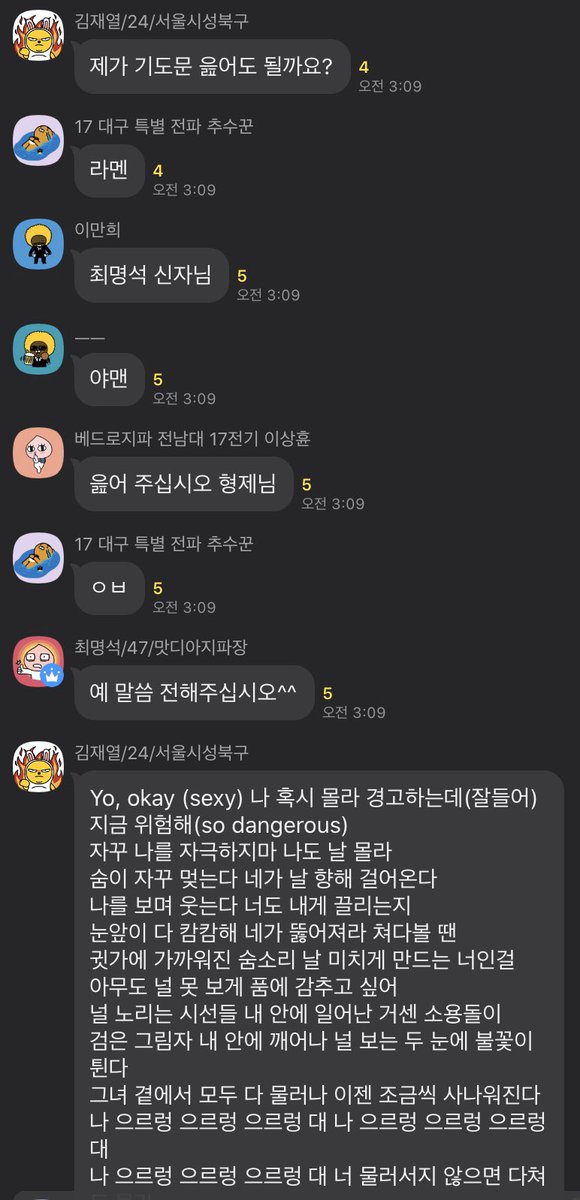 김재열/24/서울시성북구
제가 기도문 읊어도 될까요?
4
오전 3:09
17 대구 특별 전파 추수꾼
라멘
4
오전 3:09
이만희
최명석 신자님
5
오전 3:09
ㅡㅡ
야맨
5
오전 3:09
베드로지파 전남대 17전기 이상훈
읊어 주십시오 형제님
5
오전 3:09
17 대구 특별 전파 추수꾼
ㅇㅂ
5
오전 3:09
최명석/47/맛디아지파장
예 말씀 전해주십시오^^
5
오전 3:09
김재열/24/서울시성북구
Yo, okay (sexy) 나 혹시 몰라 경고하는데(잘들어)
지금 위험해(so dangerous)
자꾸 나를 자극하지마 나도 날 몰라
숨이 자꾸 멎는다 네가 날 향해 걸어온다
나를 보며 웃는다 너도 내게 끌리는지
눈앞이 다 캄캄해 네가 뚫어져라 쳐다볼 땐
귓가에 가까워진 숨소리 날 미치게 만드는 너인걸
아무도 널 못 보게 품에 감추고 싶어
널 노리는 시선들 내 안에 일어난 거센 소용돌이
검은 그림자 내 안에 깨어나 널 보는 두 눈에 불꽃이
튄다
그녀 곁에서 모두 다 물러나 이젠 조금씩 사나워진다
나 으르렁 으르렁 으르렁 대 나 으르렁 으르렁 으르렁
대
나 으르렁 으르렁 으르렁 대 너 물러서지 않으면 다쳐